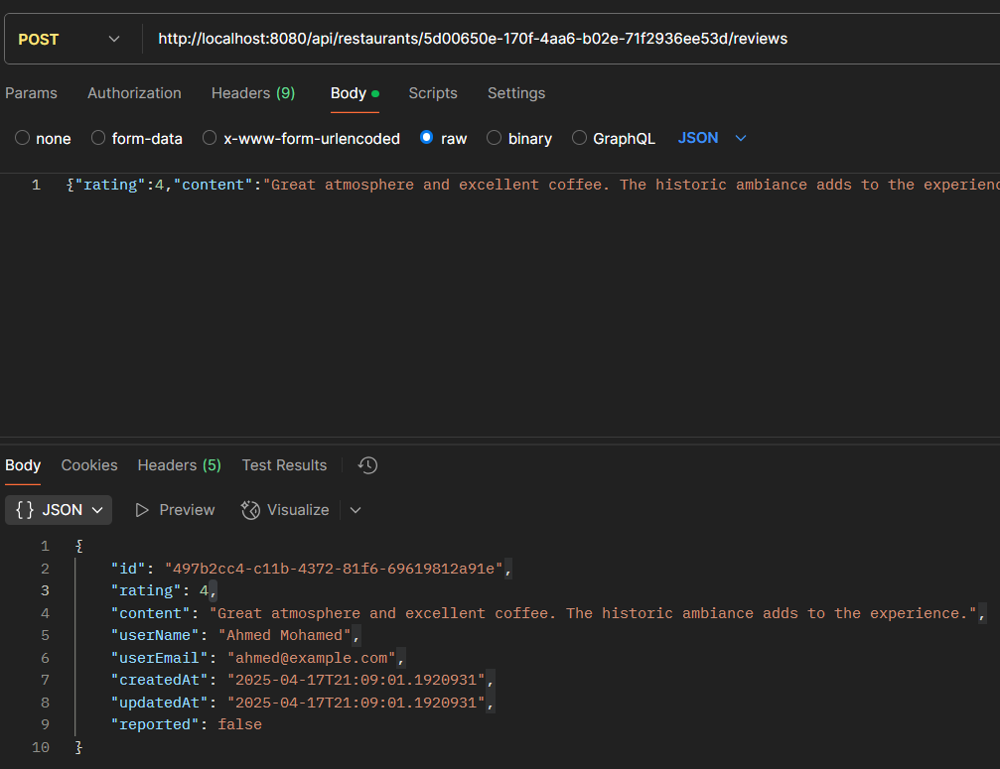 POST http://localhost:8080/api/restaurants/5d00650e-170f-4aa6-b02e-71f2936ee53d/reviews
Params Authorization Headers (9) Body Scripts Settings
none form-data x-www-form-urlencoded raw binary GraphQL JSON
1 {"rating":4,"content":"Great atmosphere and excellent coffee. The historic ambiance adds to the experienc
Body Cookies Headers (5) Test Results
{} JSON Preview Visualize
1 {
2 "id": "497b2cc4-c11b-4372-81f6-69619812a91e",
3 "rating": 4,
4 "content": "Great atmosphere and excellent coffee. The historic ambiance adds to the experience.",
5 "userName": "Ahmed Mohamed",
6 "userEmail": "ahmed@example.com",
7 "createdAt": "2025-04-17T21:09:01.1920931",
8 "updatedAt": "2025-04-17T21:09:01.1920931",
9 "reported": false
10 }